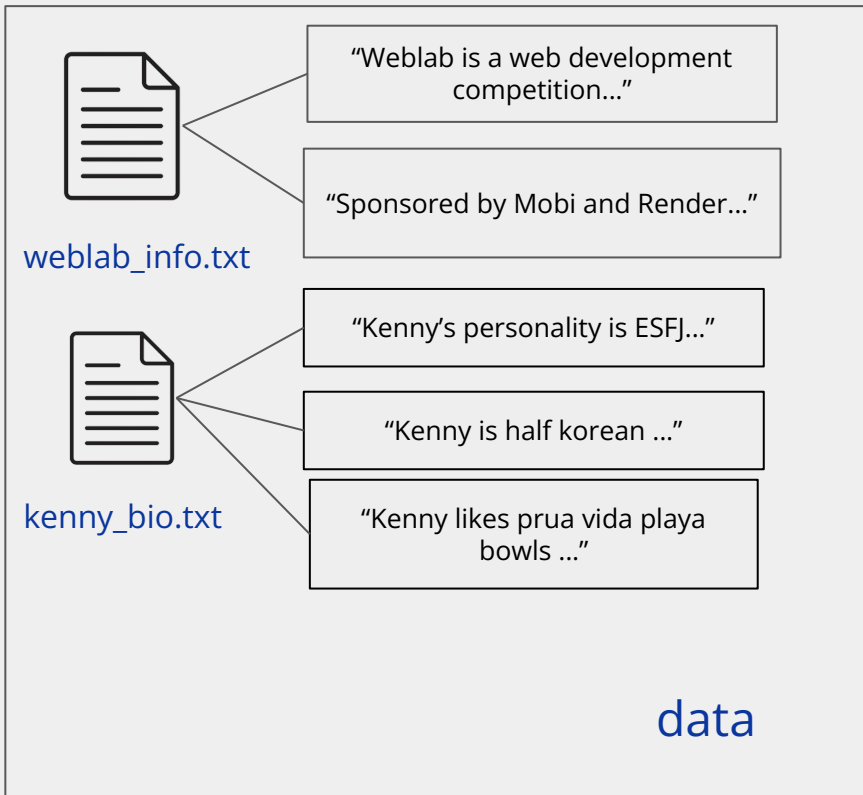 “Weblab is a web development
competition...”
“Sponsored by Mobi and Render...”
weblab_info.txt
“Kenny’s personality is ESFJ...”
“Kenny is half korean ...”
kenny_bio.txt
“Kenny likes prua vida playa
bowls ...”
data